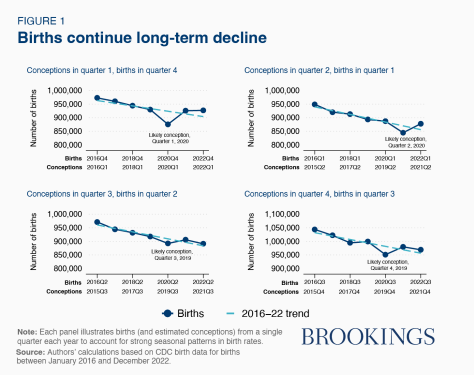 FIGURE 1
Births continue long-term decline
Conceptions in quarter 1, births in quarter 4
Number of births
1,000,000
950,000
900,000
850,000
800,000
Likely conception,
Quarter 1, 2020
Births 2016Q4 2018Q4 2020Q4 2022Q4
Conceptions 2016Q1 2018Q1 2020Q1 2022Q1
Conceptions in quarter 2, births in quarter 1
Number of births
1,000,000
950,000
900,000
850,000
800,000
Likely conception,
Quarter 2, 2020
Births 2016Q1 2018Q1 2020Q1 2022Q1
Conceptions 2015Q2 2017Q2 2019Q2 2021Q2
Conceptions in quarter 3, births in quarter 2
Number of births
1,000,000
950,000
900,000
850,000
800,000
Likely conception,
Quarter 3, 2019
Births 2016Q2 2018Q2 2020Q2 2022Q2
Conceptions 2015Q3 2017Q3 2019Q3 2021Q3
Conceptions in quarter 4, births in quarter 3
Number of births
1,100,000
1,050,000
1,000,000
950,000
900,000
Likely conception,
Quarter 4, 2019
Births 2016Q3 2018Q3 2020Q3 2022Q3
Conceptions 2015Q4 2017Q4 2019Q4 2021Q4
Births 2016–22 trend
Note: Each panel illustrates births (and estimated conceptions) from a single
quarter each year to account for strong seasonal patterns in birth rates.
Source: Authors' calculations based on CDC birth data for births
between January 2016 and December 2022.
BROOKINGS